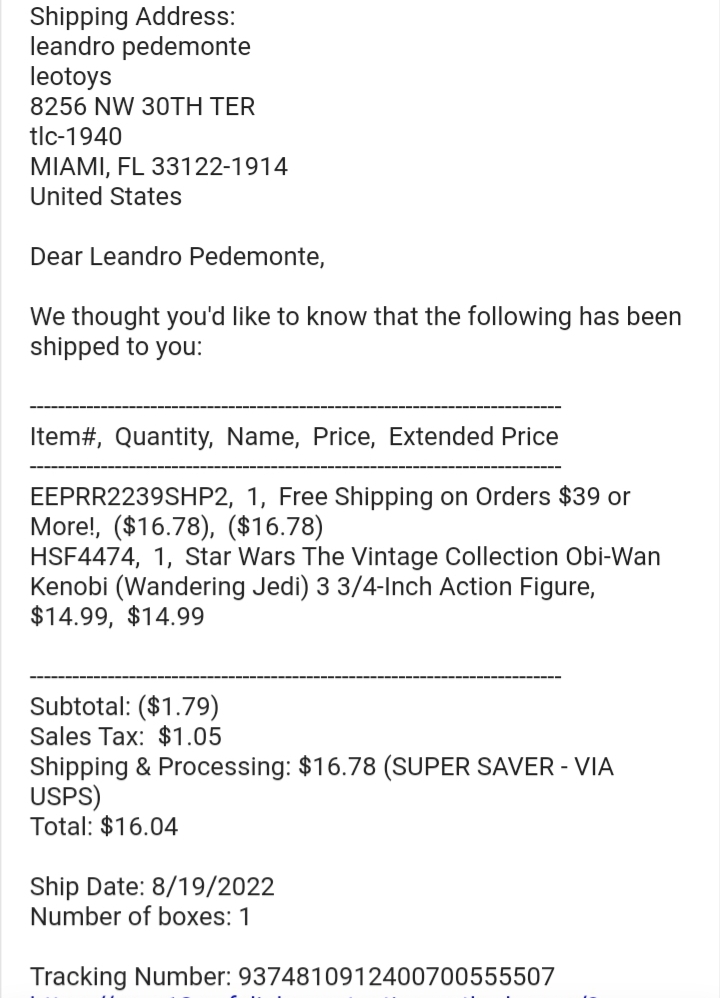 Shipping Address:
leandro pedemonte
leotoys
8256 NW 30TH TER
tlc-1940
MIAMI, FL 33122-1914
United States
Dear Leandro Pedemonte,
We thought you'd like to know that the following has been
shipped to you:
---------------------------------------------------------------------------
Item#,  Quantity,  Name,  Price,  Extended Price
---------------------------------------------------------------------------
EEPRR2239SHP2,  1,  Free Shipping on Orders $39 or
More!,  ($16.78),  ($16.78)
HSF4474,  1,  Star Wars The Vintage Collection Obi-Wan
Kenobi (Wandering Jedi) 3 3/4-Inch Action Figure,
$14.99,  $14.99
---------------------------------------------------------------------------
Subtotal: ($1.79)
Sales Tax:  $1.05
Shipping & Processing: $16.78 (SUPER SAVER - VIA
USPS)
Total: $16.04
Ship Date: 8/19/2022
Number of boxes: 1
Tracking Number: 9374810912400700555507